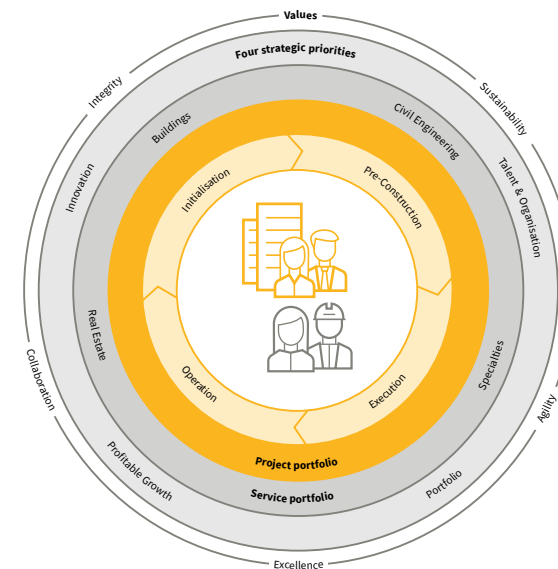 Values
Four strategic priorities
Integrity
Sustainability
Buildings
Civil Engineering
Innovation
Talent & Organisation
Initialisation
Pre-Construction
Real Estate
Specialties
Collaboration
Agility
Operation
Execution
Profitable Growth
Portfolio
Project portfolio
Service portfolio
Excellence